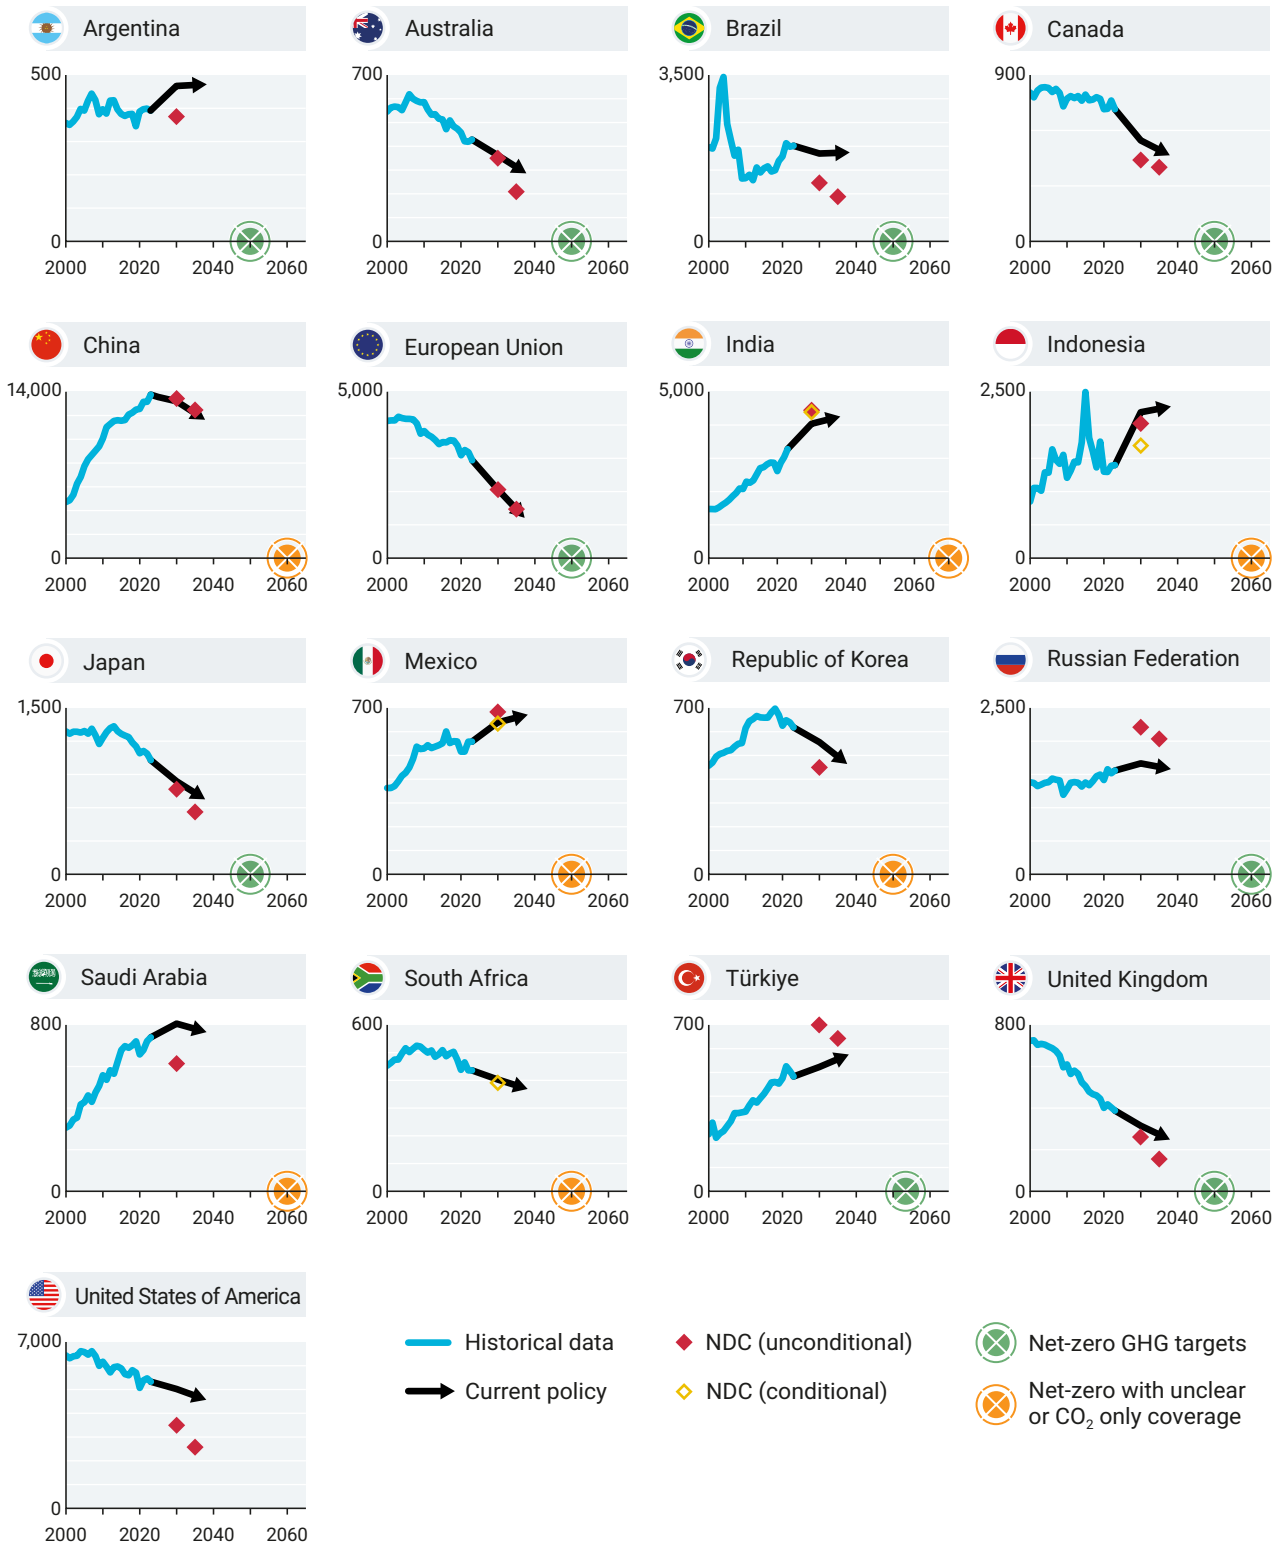 Argentina
Australia
Brazil
Canada
500
700
3,500
900
0
0
0
0
2000 2020 2040 2060
2000 2020 2040 2060
2000 2020 2040 2060
2000 2020 2040 2060
China
European Union
India
Indonesia
14,000
5,000
5,000
2,500
0
0
0
0
2000 2020 2040 2060
2000 2020 2040 2060
2000 2020 2040 2060
2000 2020 2040 2060
Japan
Mexico
Republic of Korea
Russian Federation
1,500
700
700
2,500
0
0
0
0
2000 2020 2040 2060
2000 2020 2040 2060
2000 2020 2040 2060
2000 2020 2040 2060
Saudi Arabia
South Africa
Türkiye
United Kingdom
800
600
700
800
0
0
0
0
2000 2020 2040 2060
2000 2020 2040 2060
2000 2020 2040 2060
2000 2020 2040 2060
United States of America
7,000
0
2000 2020 2040 2060
Historical data
Current policy
NDC (unconditional)
NDC (conditional)
Net-zero GHG targets
Net-zero with unclear
or CO₂ only coverage